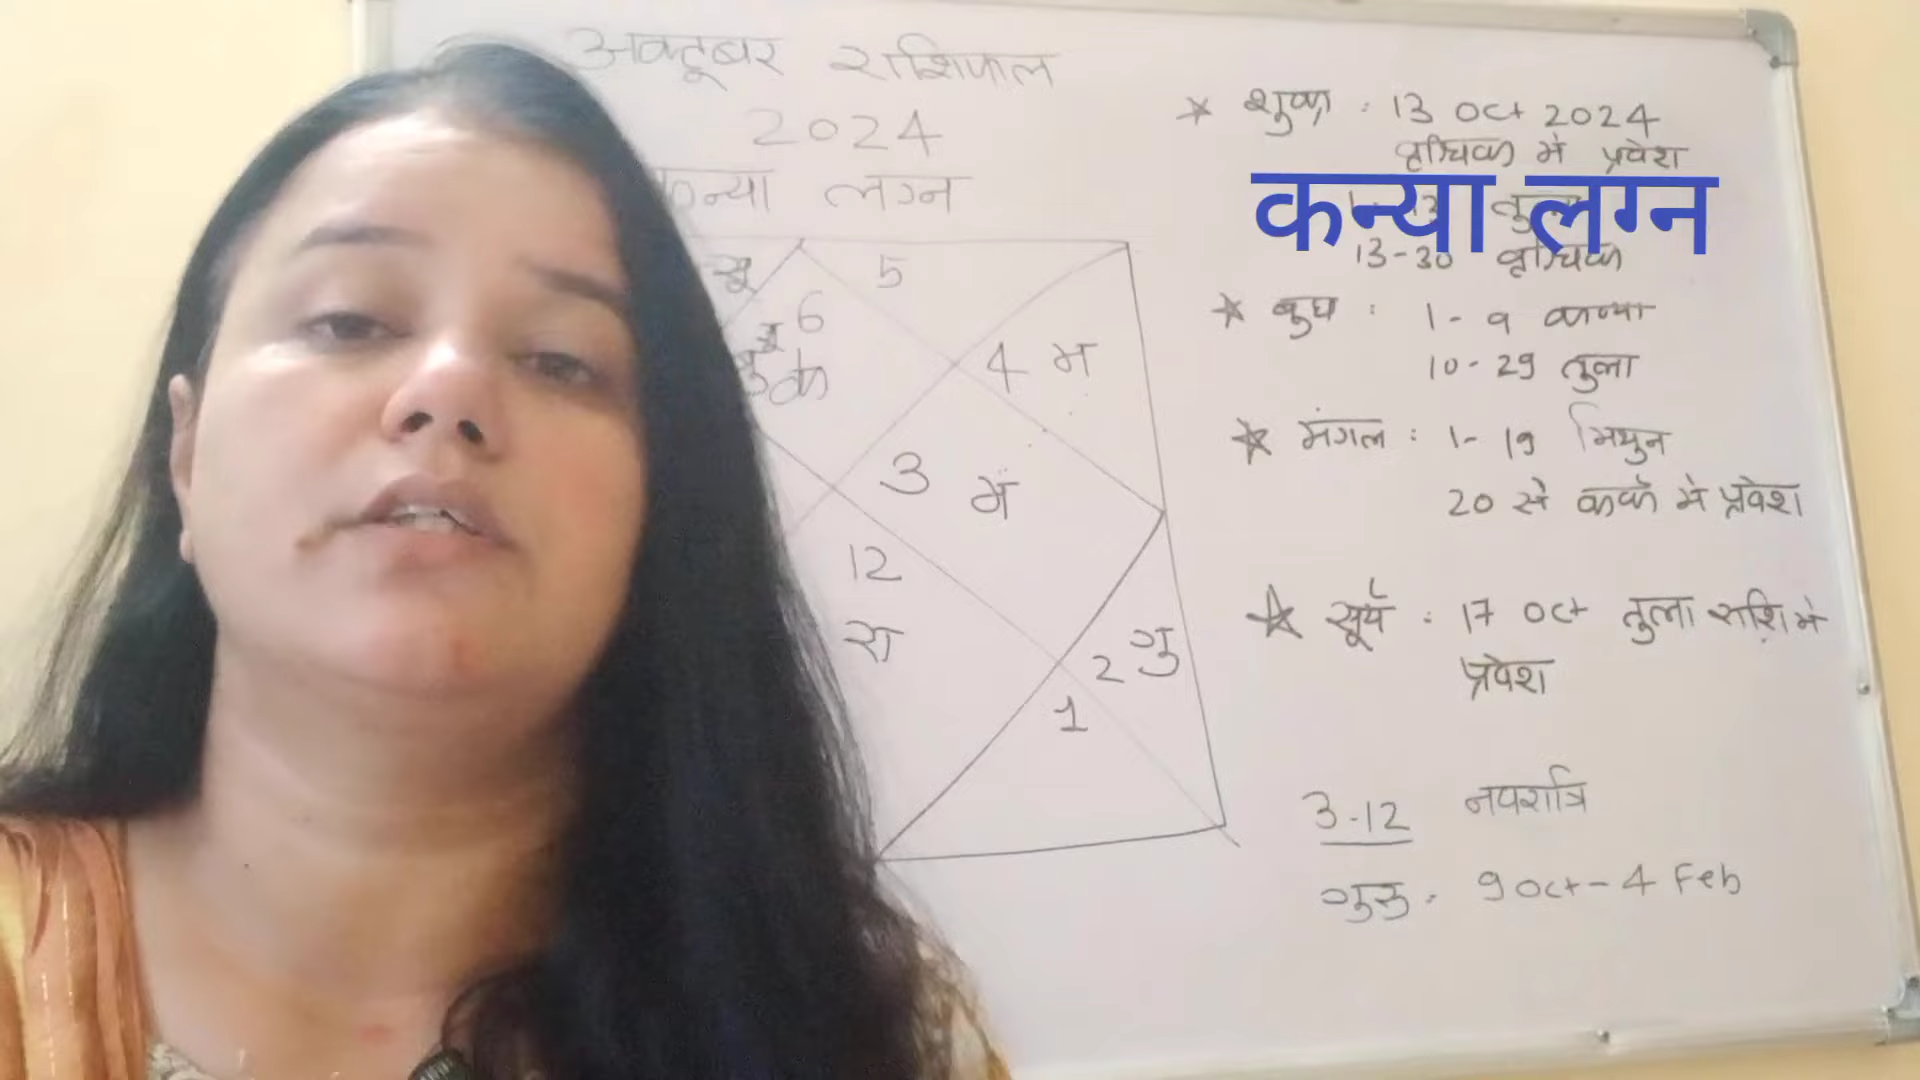 अक्टूबर राशिफल
2024
कन्या लग्न
सू
5
6
बु
के
4 म
3 मं
12
रा
2 गु
1
★ शुक्र : 13 Oct 2024
वृश्चिक में प्रवेश
कन्या लग्न
13 तुला
13-30 वृश्चिक
★ बुध : 1-9 कन्या
10-29 तुला
★ मंगल : 1-19 मिथुन
20 से कर्क में प्रवेश
★ सूर्य : 17 Oct तुला राशि में
प्रवेश
3-12 नवरात्रि
गुरु - 9 Oct-4 Feb